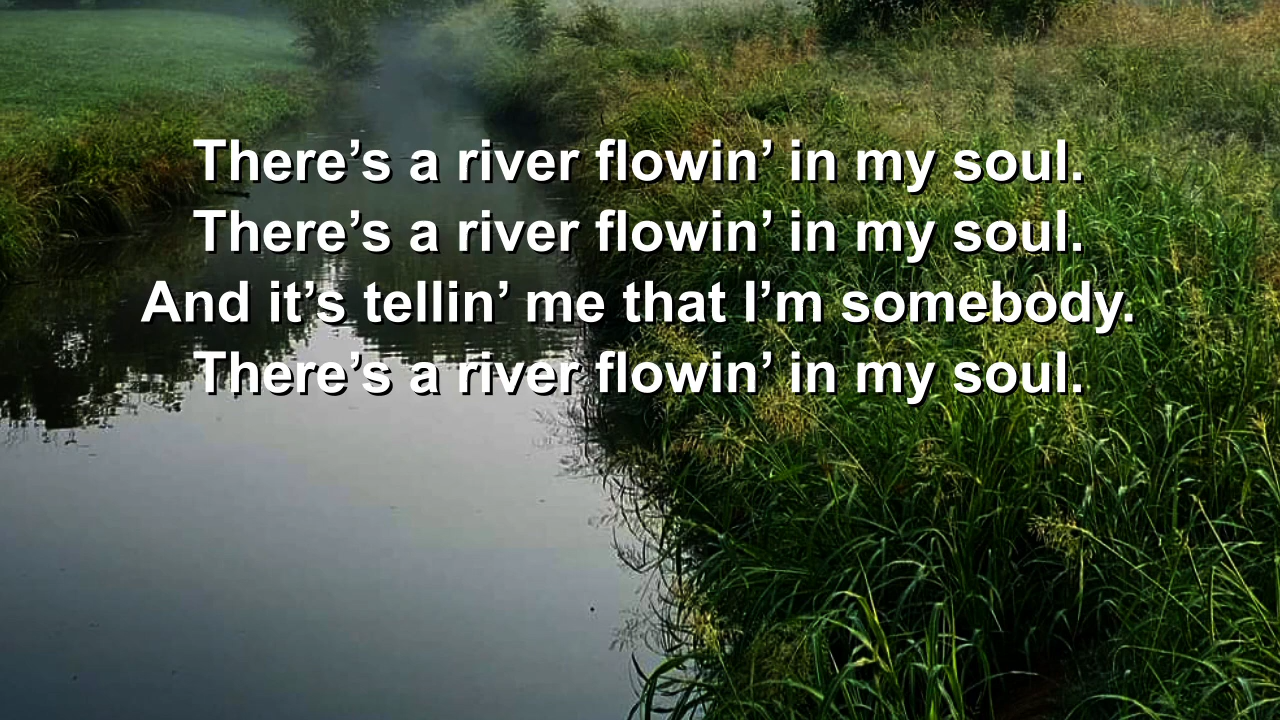 There’s a river flowin’ in my soul.
There’s a river flowin’ in my soul.
And it’s tellin’ me that I’m somebody.
There’s a river flowin’ in my soul.